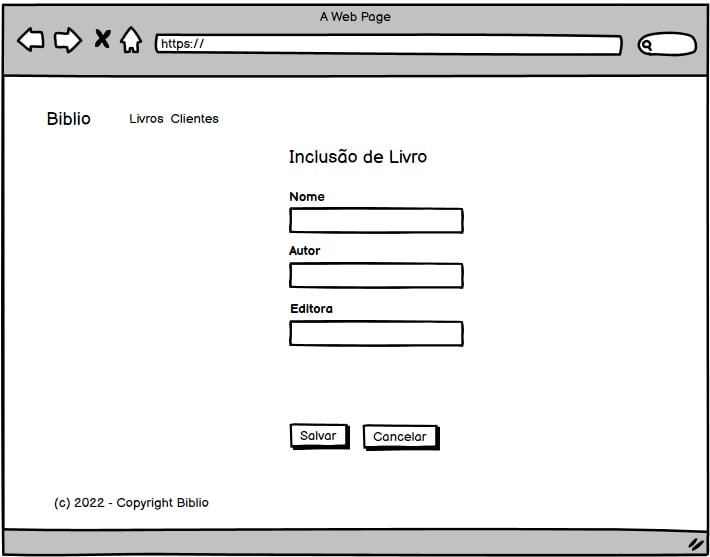 A Web Page
https://
Biblio
Livros Clientes
Inclusão de Livro
Nome
Autor
Editora
Salvar
Cancelar
(c) 2022 - Copyright Biblio